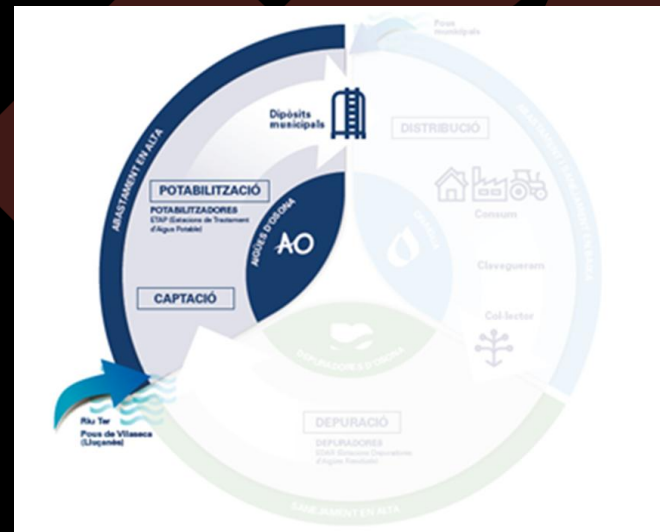 Pous
municipals
Dipòsits
municipals
DISTRIBUCIÓ
ABASTAMENT EN ALTA
POTABILITZACIÓ
POTABILITZADORES
ETAP (Estacions de Tractament
d'Aigua Potable)
AIGÜES D'OSONA
AO
Consum
Clavegueram
CAPTACIÓ
Col·lector
DEPURADORES D'OSONA
Riu Ter
Pous de Vilaseca
(Lluçanès)
DEPURACIÓ
DEPURADORES
EDAR (Estacions Depuradores
d'Aigües Residuals)
SANEJAMENT EN ALTA